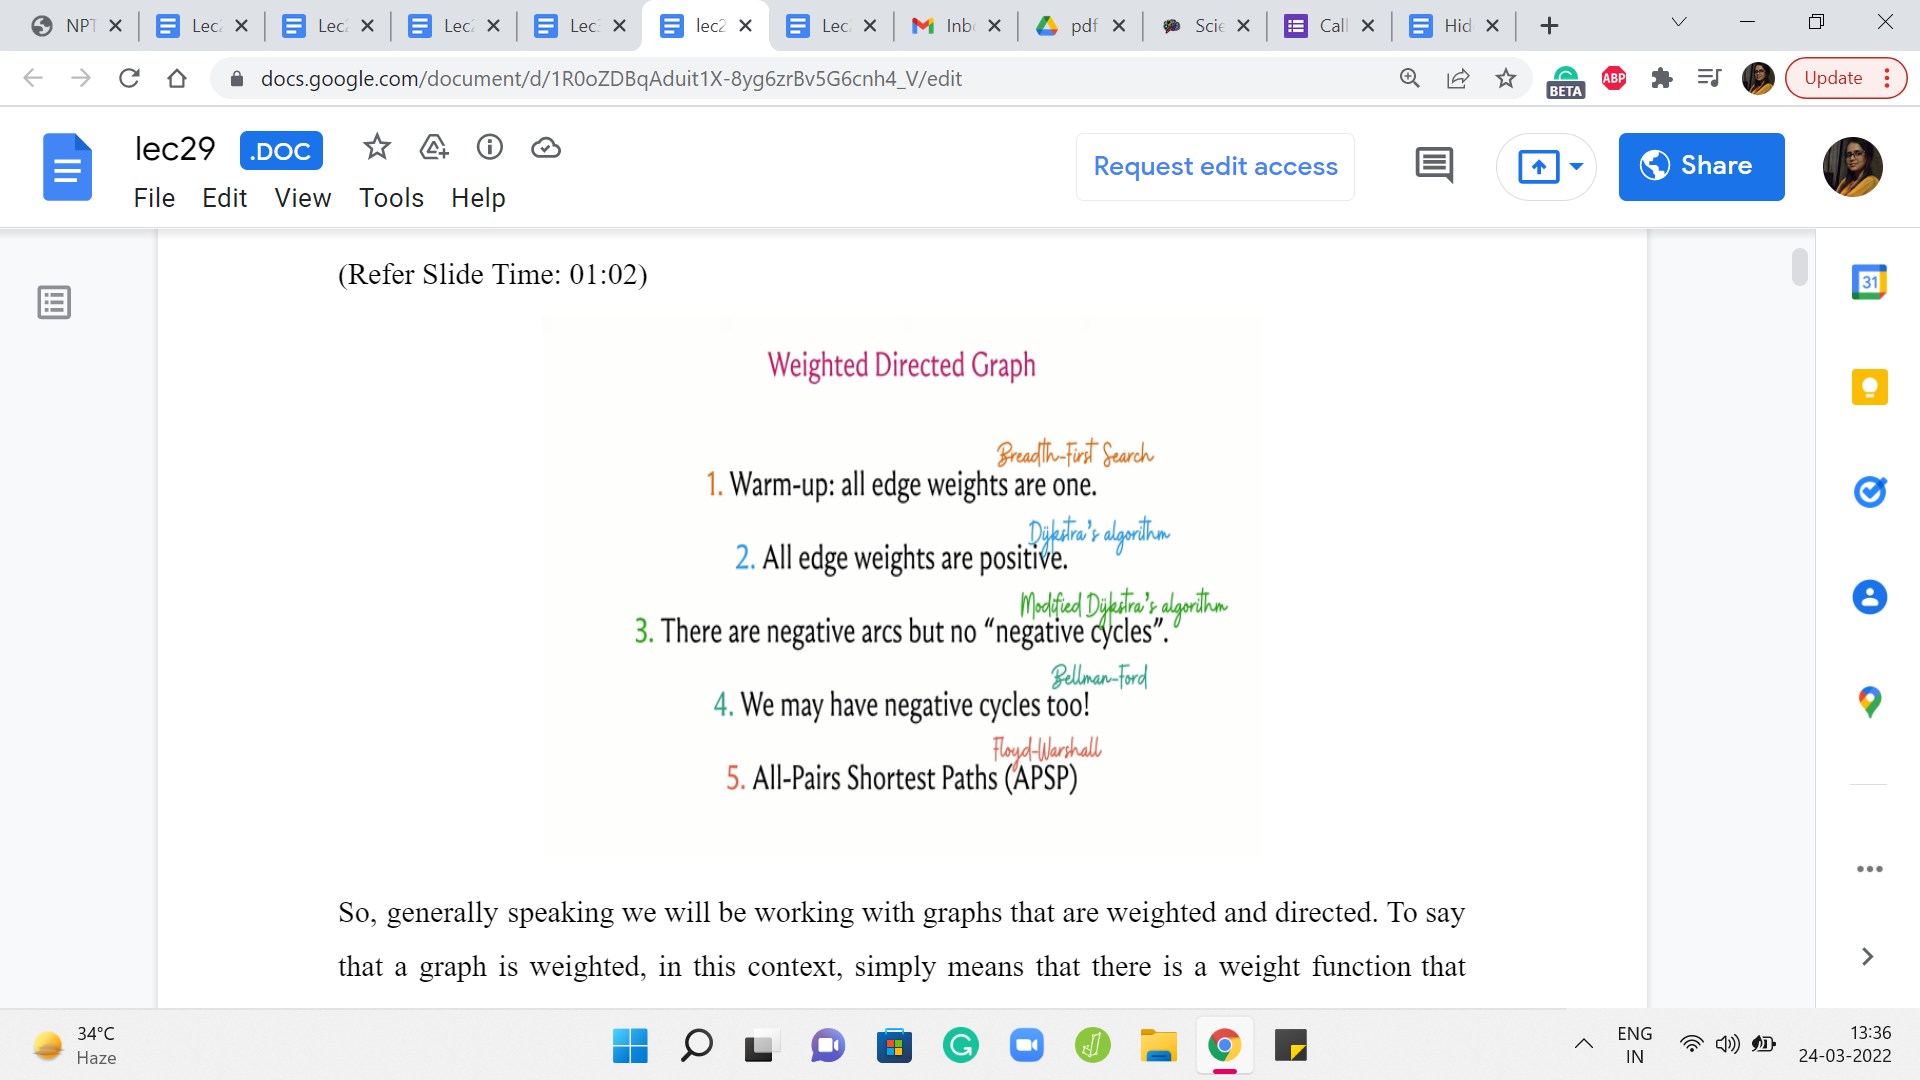 NPT
Lec2
Lec2
Lec2
Lec3
lec2
Lec
Inb
pdf
Scie
Call
Hid
docs.google.com/document/d/1R0oZDBqAduit1X-8yg6zrBv5G6cnh4_V/edit
BETA
ABP
Update
lec29 .DOC
Request edit access
Share
File Edit View Tools Help
31
(Refer Slide Time: 01:02)
Weighted Directed Graph
Breadth-First Search
1. Warm-up: all edge weights are one.
Dijkstra's algorithm
2. All edge weights are positive.
Modified Dijkstra's algorithm
3. There are negative arcs but no “negative cycles”.
Bellman-Ford
4. We may have negative cycles too!
Floyd-Warshall
5. All-Pairs Shortest Paths (APSP)
So, generally speaking we will be working with graphs that are weighted and directed. To say
that a graph is weighted, in this context, simply means that there is a weight function that
34°C
Haze
ENG
IN
13:36
24-03-2022